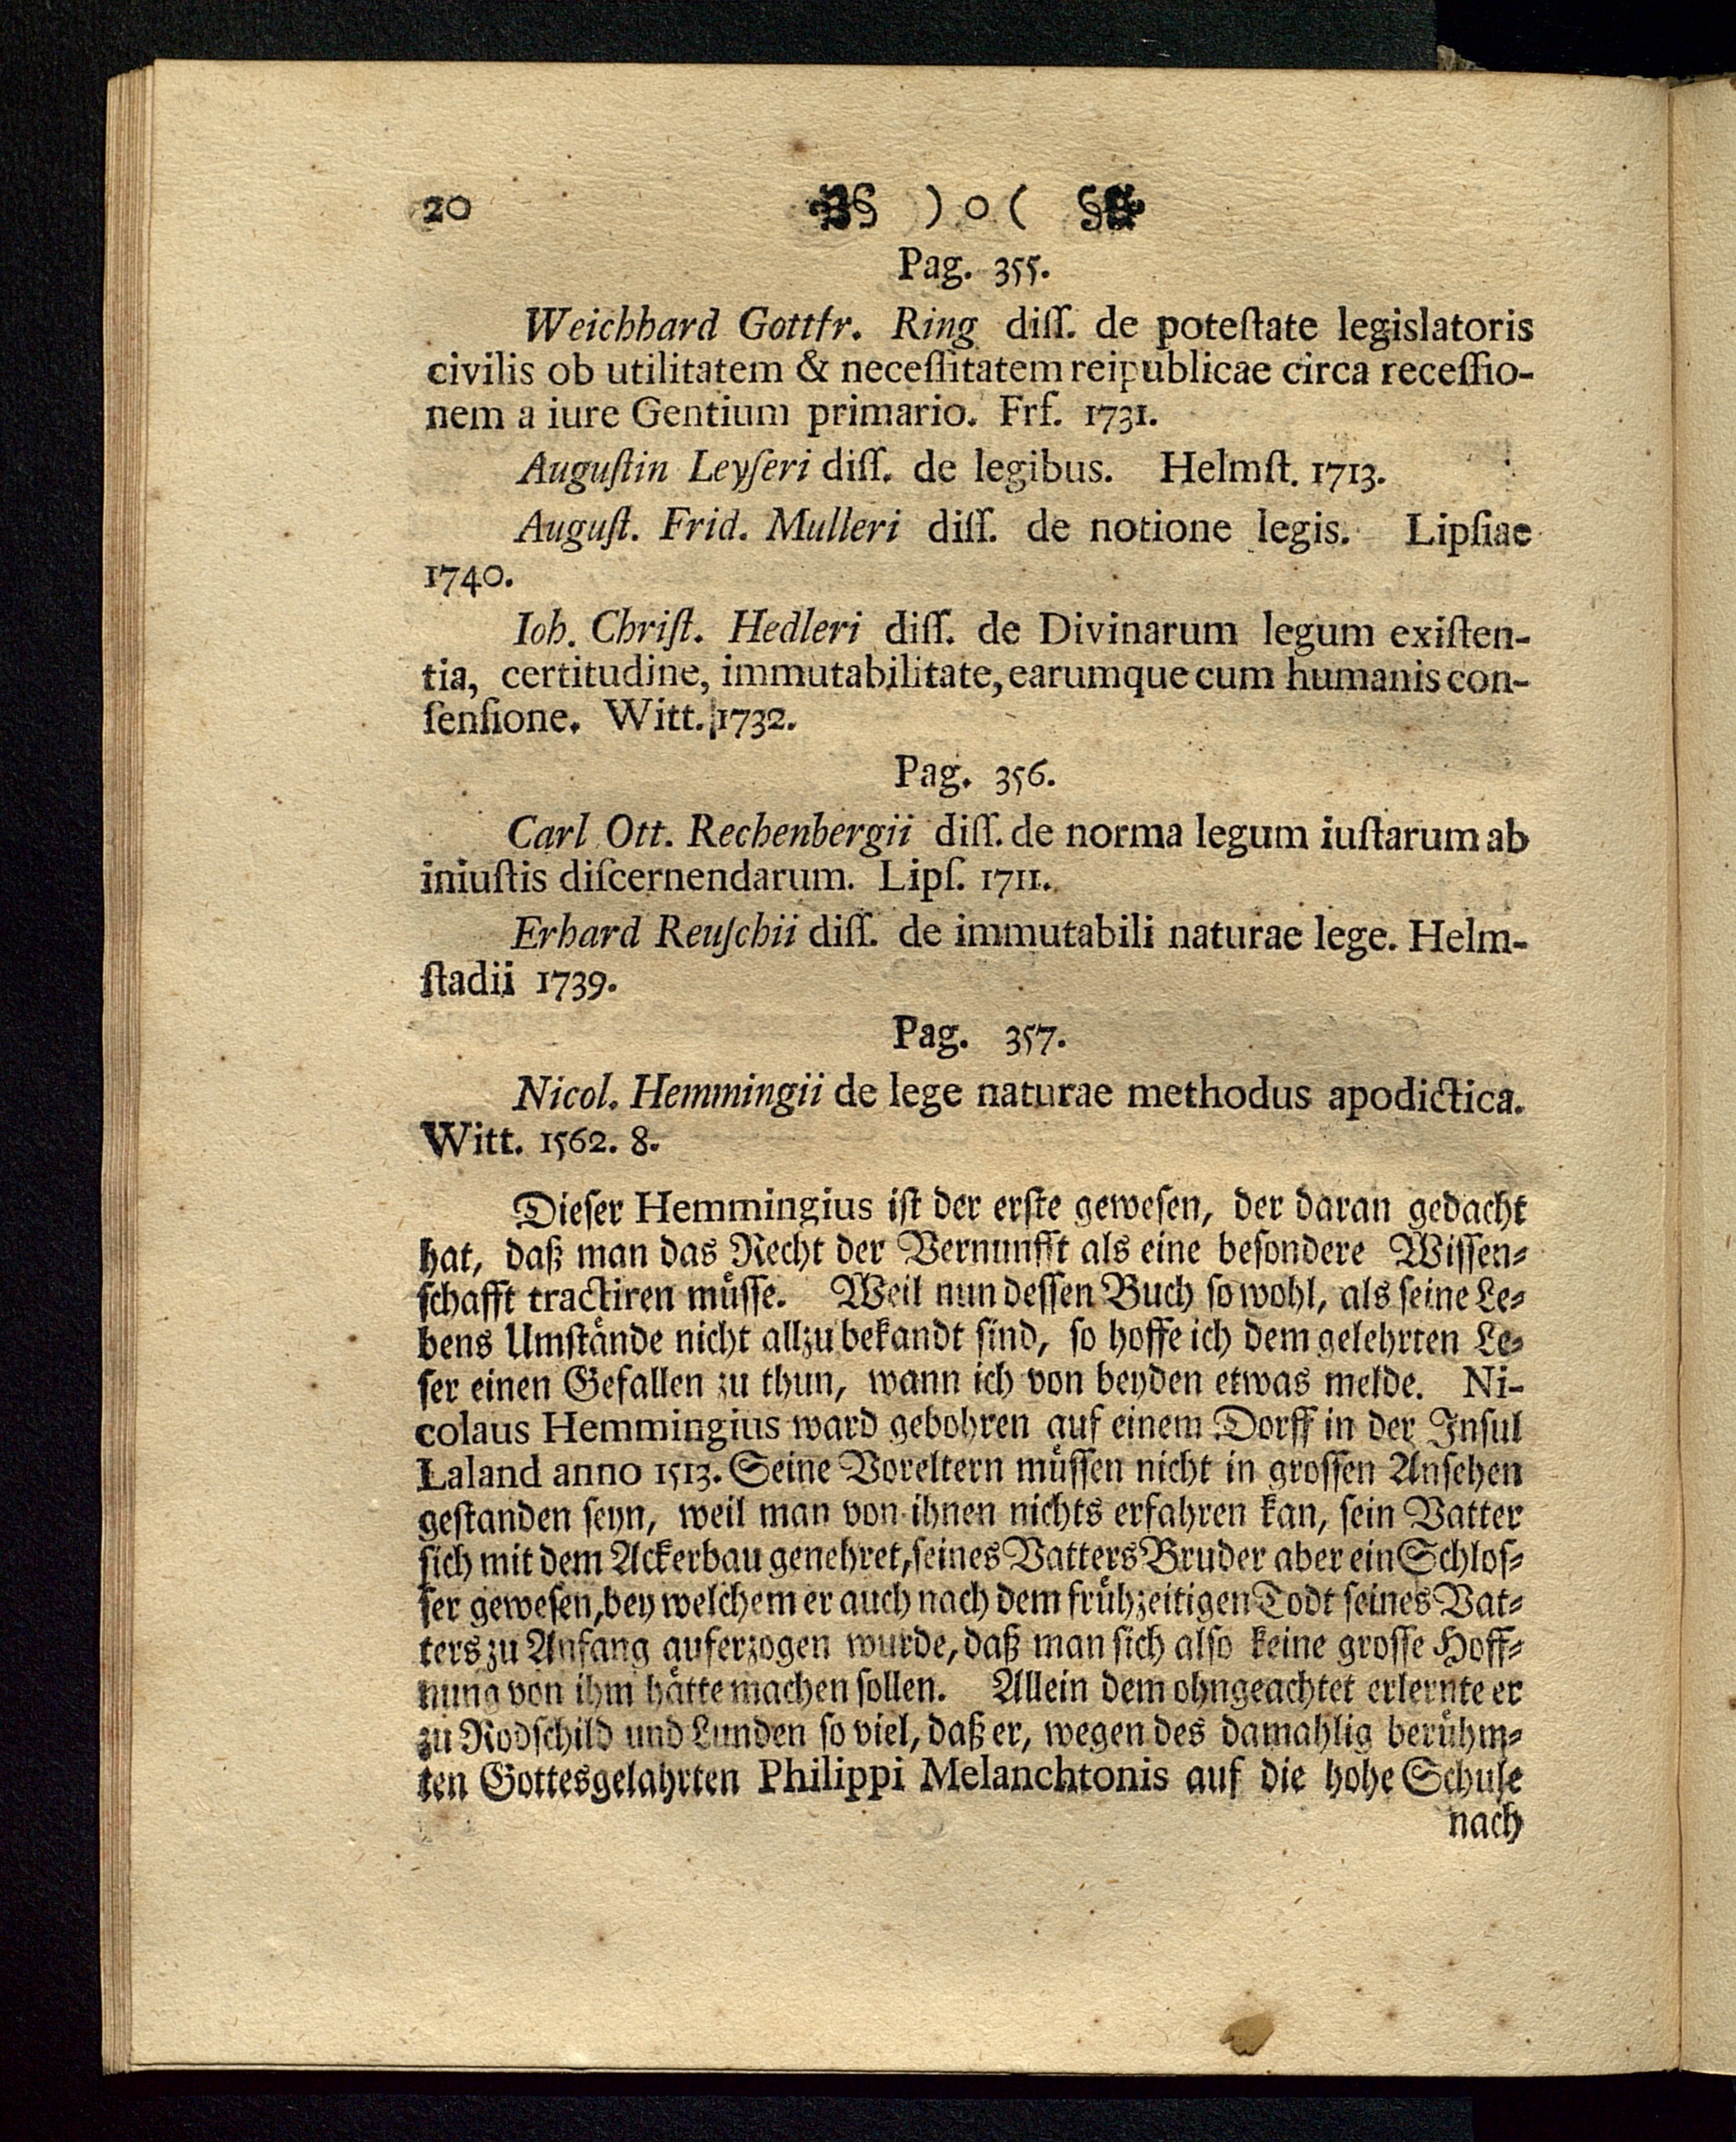 20 ) o (
Pag. 355.
Weichhard Gottfr. Ring diſſ. de poteſtate legislatoris
civilis ob utilitatem & neceſſitatem reipublicae circa receſſio-
nem a iure Gentium primario. Frf. 1731.
Auguſtin Leyſeri diſſ. de legibus. Helmſt. 1713.
Auguſt. Frid. Mulleri diſſ. de notione legis. Lipſiae
1740.
Ioh. Chriſt. Hedleri diſſ. de Divinarum legum exiſten-
tia, certitudine, immutabilitate, earumque cum humanis con-
ſenſione. Witt. 1732.
Pag. 356.
Carl Ott. Rechenbergii diſſ. de norma legum iuſtarum ab
iniuſtis diſcernendarum. Lipſ. 1711.
Erhard Reuſchii diſſ. de immutabili naturae lege. Helm-
ſtadii 1739.
Pag. 357.
Nicol. Hemmingii de lege naturae methodus apodictica.
Witt. 1562. 8.
Dieſer Hemmingius iſt der erſte geweſen, der daran gedacht
hat, daß man das Recht der Vernunfft als eine beſondere Wiſſen-
ſchafft tractiren müſſe. Weil nun deſſen Buch ſo wohl, als ſeine Le-
bens Umſtände nicht allzu bekandt ſind, ſo hoffe ich dem gelehrten Le-
ſer einen Gefallen zu thun, wann ich von beyden etwas melde. Ni-
colaus Hemmingius ward gebohren auf einem Dorff in der Inſul
Laland anno 1513. Seine Voreltern müſſen nicht in groſſen Anſehen
geſtanden ſeyn, weil man von ihnen nichts erfahren kan, ſein Vatter
ſich mit dem Ackerbau genehret, ſeines Vatters Bruder aber ein Schloſ-
ſer geweſen, bey welchem er auch nach dem frühzeitigen Todt ſeines Vat-
ters zu Anfang auferzogen wurde, daß man ſich alſo keine groſſe Hoff-
nung von ihm hätte machen ſollen. Allein dem ohngeachtet erlernte er
zu Rodſchild und Lunden ſo viel, daß er, wegen des damahlig berühm-
ten Gottesgelahrten Philippi Melanchtonis auf die hohe Schule
nach